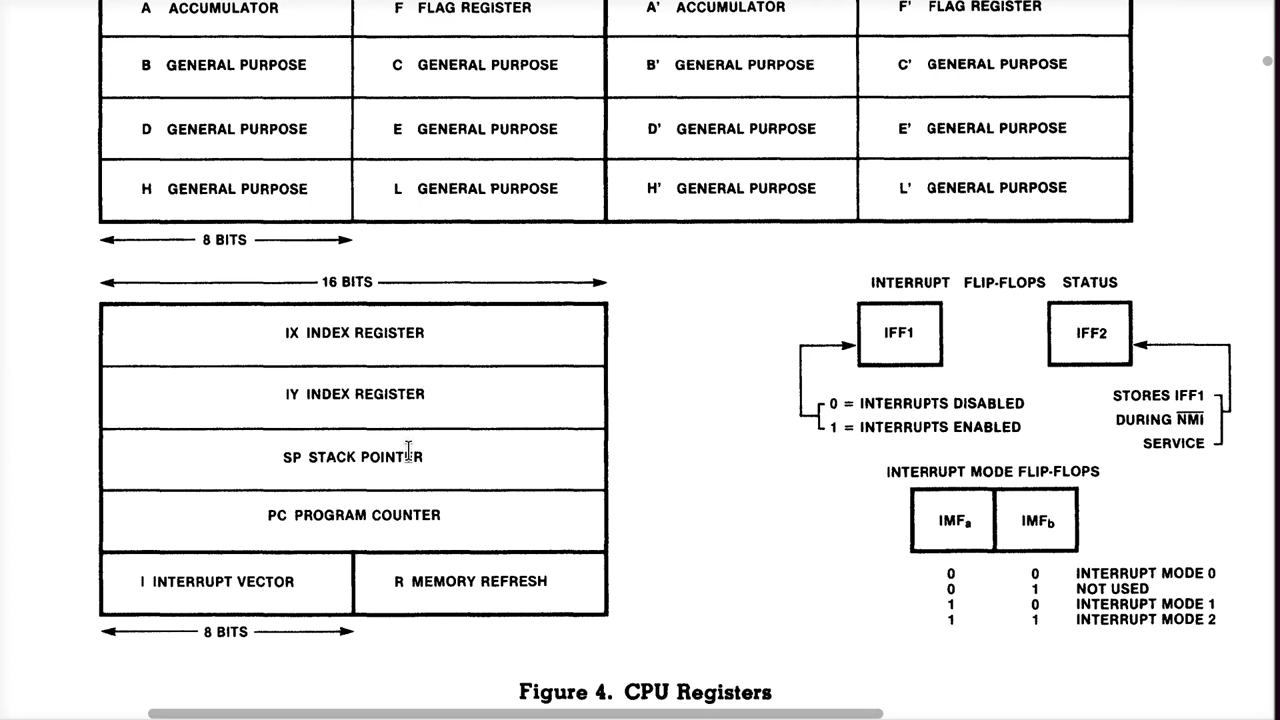 A ACCUMULATOR F FLAG REGISTER A' ACCUMULATOR F' FLAG REGISTER
B GENERAL PURPOSE C GENERAL PURPOSE B' GENERAL PURPOSE C' GENERAL PURPOSE
D GENERAL PURPOSE E GENERAL PURPOSE D' GENERAL PURPOSE E' GENERAL PURPOSE
H GENERAL PURPOSE L GENERAL PURPOSE H' GENERAL PURPOSE L' GENERAL PURPOSE
8 BITS
16 BITS
IX INDEX REGISTER
IY INDEX REGISTER
SP STACK POINTER
PC PROGRAM COUNTER
I INTERRUPT VECTOR R MEMORY REFRESH
8 BITS
INTERRUPT FLIP-FLOPS STATUS
IFF1 IFF2
0 = INTERRUPTS DISABLED
1 = INTERRUPTS ENABLED
STORES IFF1
DURING NMI
SERVICE
INTERRUPT MODE FLIP-FLOPS
IMFa IMFb
0 0 INTERRUPT MODE 0
0 1 NOT USED
1 0 INTERRUPT MODE 1
1 1 INTERRUPT MODE 2
Figure 4. CPU Registers